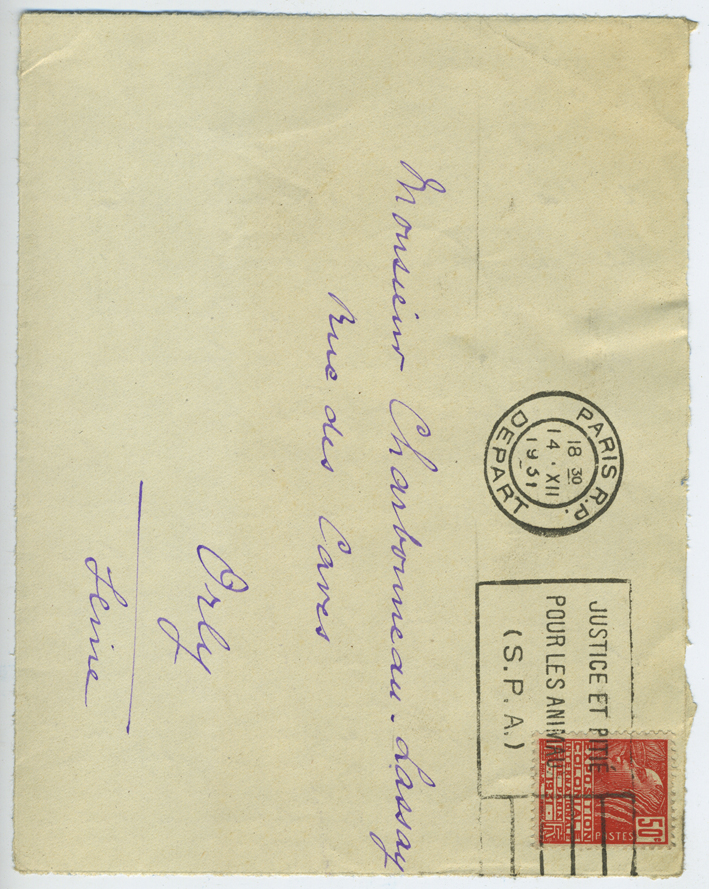 PARIS R.P.
18 30
14 · XII
1931
DEPART
JUSTICE ET PITIÉ
POUR LES ANIMAU
(S.P.A.)
50c
POSTES
EXPOSITION
COLONIALE
INTERNATIONALE
PARIS 1931
RF
Monsieur Charbonneau-Lassay
Rue des Caves
Orly
Seine